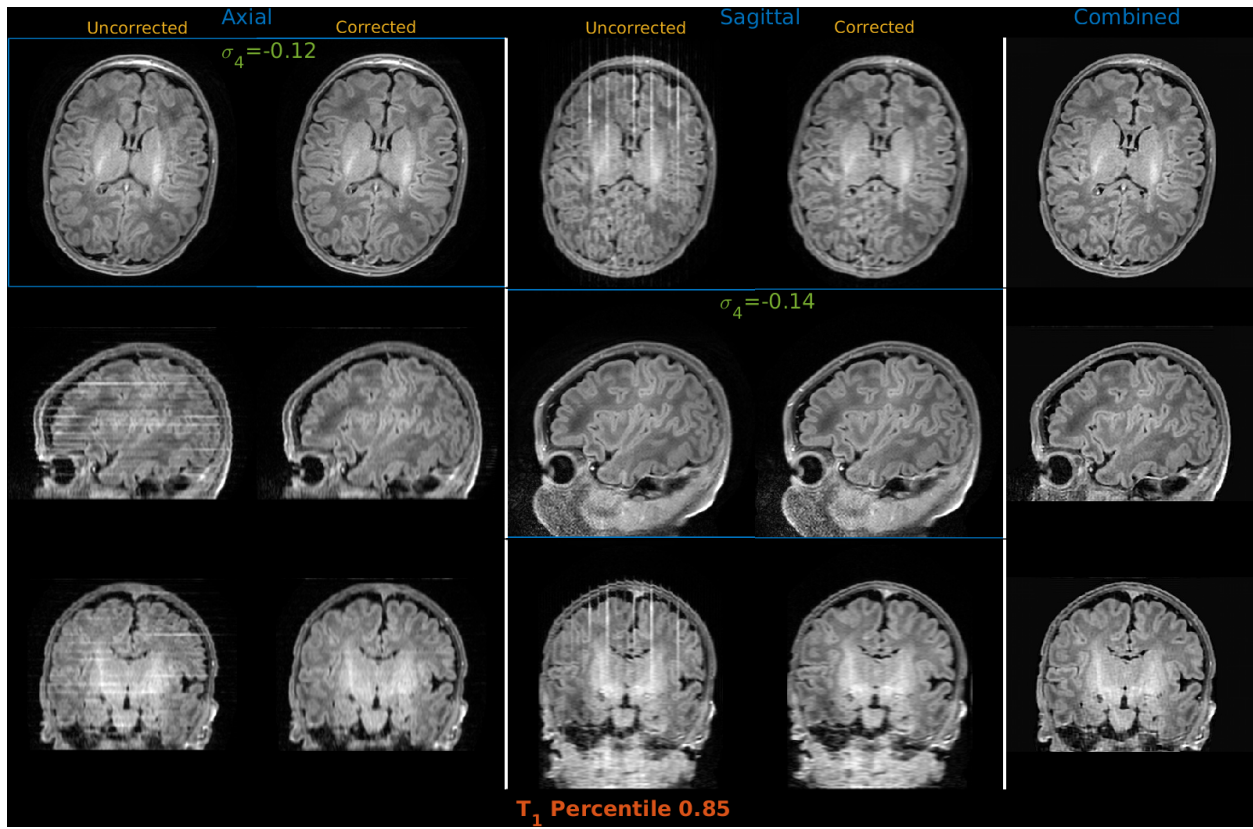 Axial Sagittal Combined
Uncorrected Corrected Uncorrected Corrected
σ₄=-0.12
σ₄=-0.14
T₁ Percentile 0.85